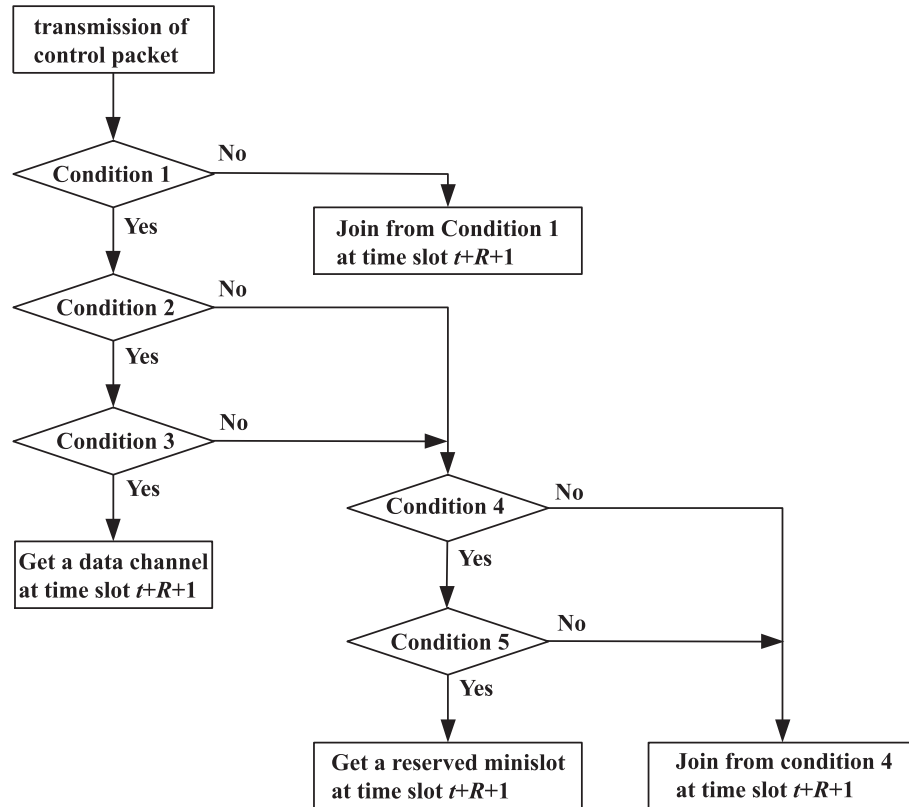 transmission of
control packet
Condition 1
No
Yes
Join from Condition 1
at time slot t+R+1
Condition 2
No
Yes
Condition 3
No
Yes
Get a data channel
at time slot t+R+1
Condition 4
No
Yes
Condition 5
No
Yes
Get a reserved minislot
at time slot t+R+1
Join from condition 4
at time slot t+R+1